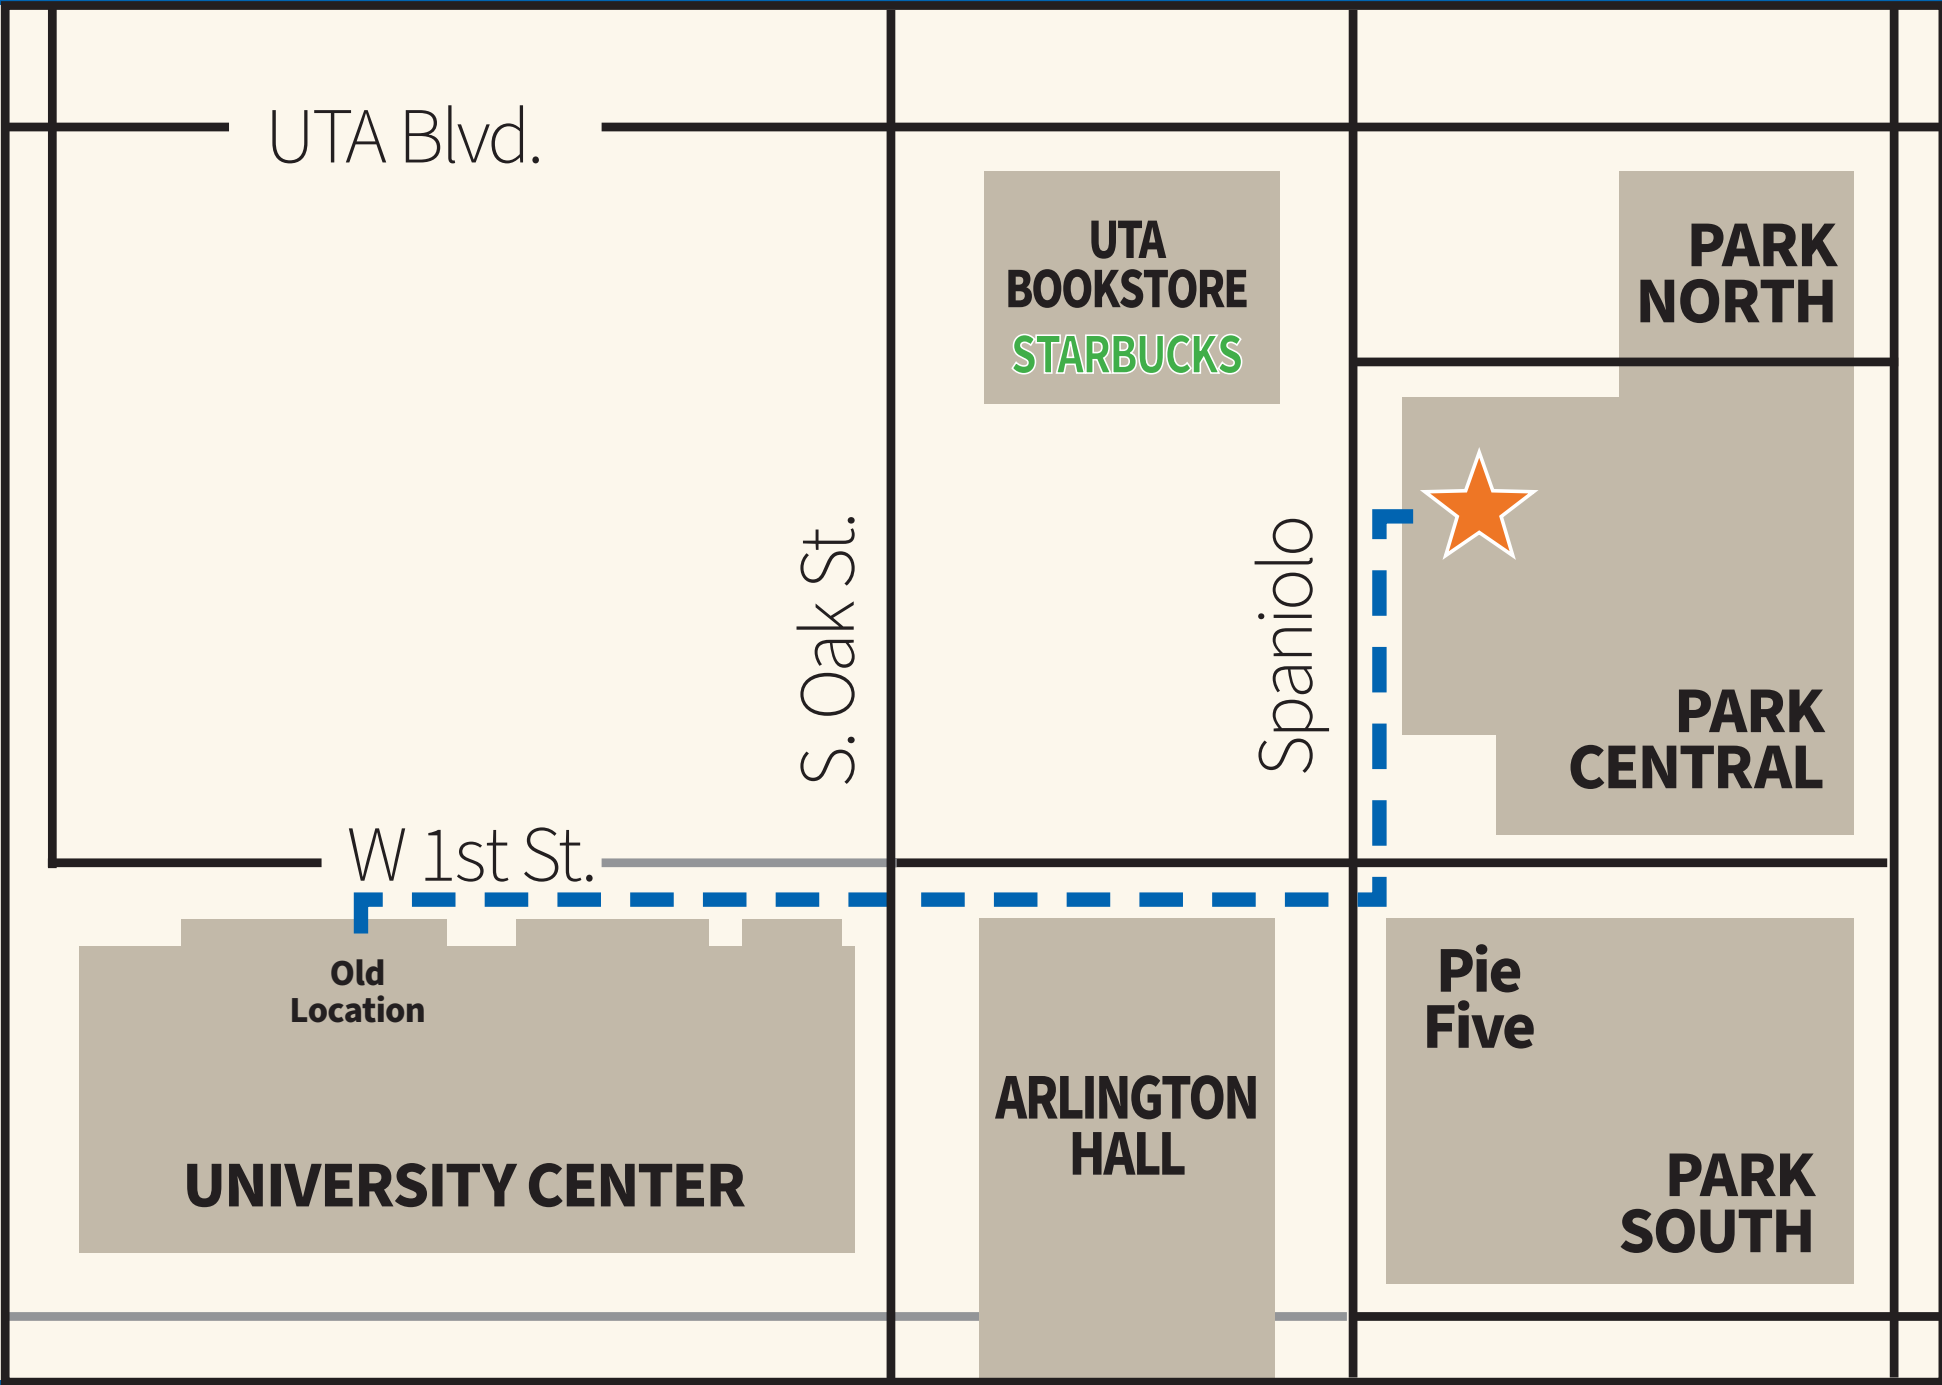 UTA Blvd.
UTA
BOOKSTORE
STARBUCKS
PARK
NORTH
S. Oak St.
Spaniolo
PARK
CENTRAL
W 1st St.
Old
Location
UNIVERSITY CENTER
ARLINGTON
HALL
Pie
Five
PARK
SOUTH